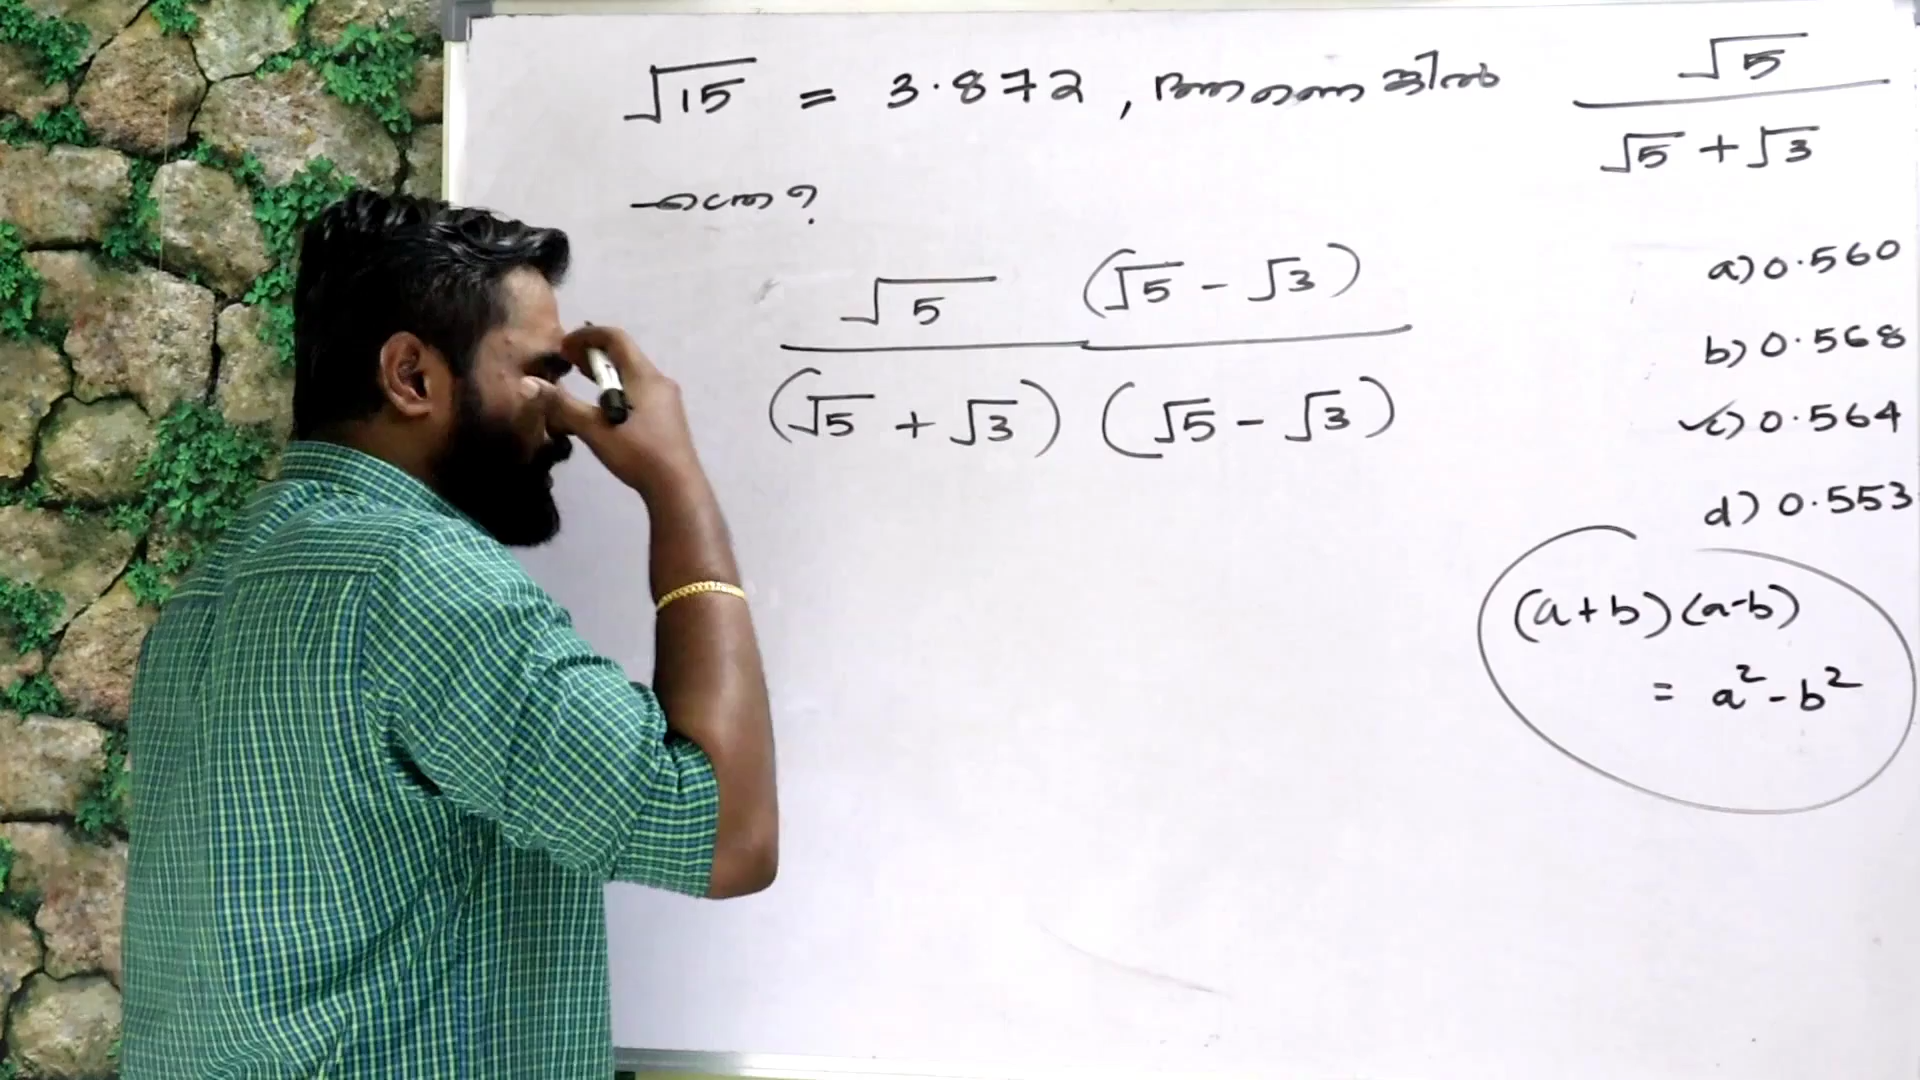 √15 = 3.872, ആണെങ്കിൽ √5 / (√5 + √3)
എത്ര?
√5 (√5 - √3) / (√5 + √3) (√5 - √3)
a) 0.560
b) 0.568
✓c) 0.564
d) 0.553
(a+b)(a-b)
= a² - b²